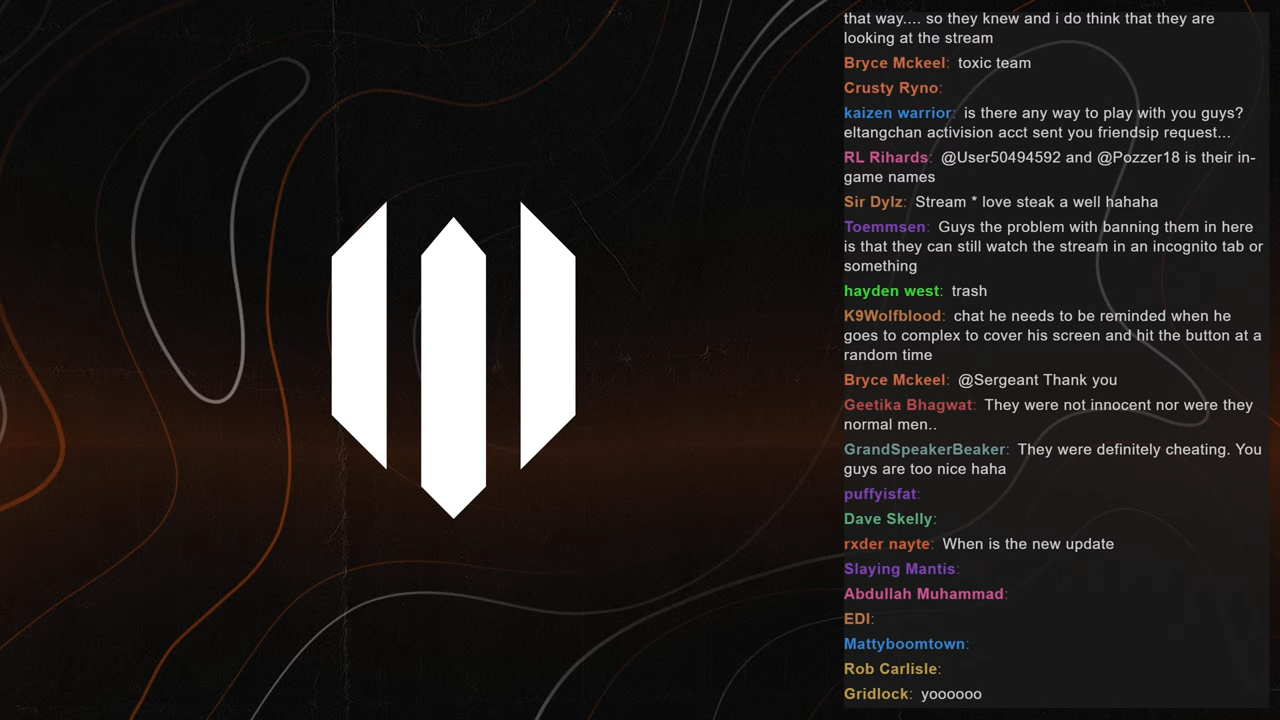 that way.... so they knew and i do think that they are
looking at the stream
Bryce Mckeel: toxic team
Crusty Ryno:
kaizen warrior: is there any way to play with you guys?
eltangchan activision acct sent you friendsip request...
RL Rihards: @User50494592 and @Pozzer18 is their in-
game names
Sir Dylz: Stream * love steak a well hahaha
Toemmsen: Guys the problem with banning them in here
is that they can still watch the stream in an incognito tab or
something
hayden west: trash
K9Wolfblood: chat he needs to be reminded when he
goes to complex to cover his screen and hit the button at a
random time
Bryce Mckeel: @Sergeant Thank you
Geetika Bhagwat: They were not innocent nor were they
normal men..
GrandSpeakerBeaker: They were definitely cheating. You
guys are too nice haha
puffyisfat:
Dave Skelly:
rxder nayte: When is the new update
Slaying Mantis:
Abdullah Muhammad:
EDI:
Mattyboomtown:
Rob Carlisle:
Gridlock: yoooooo